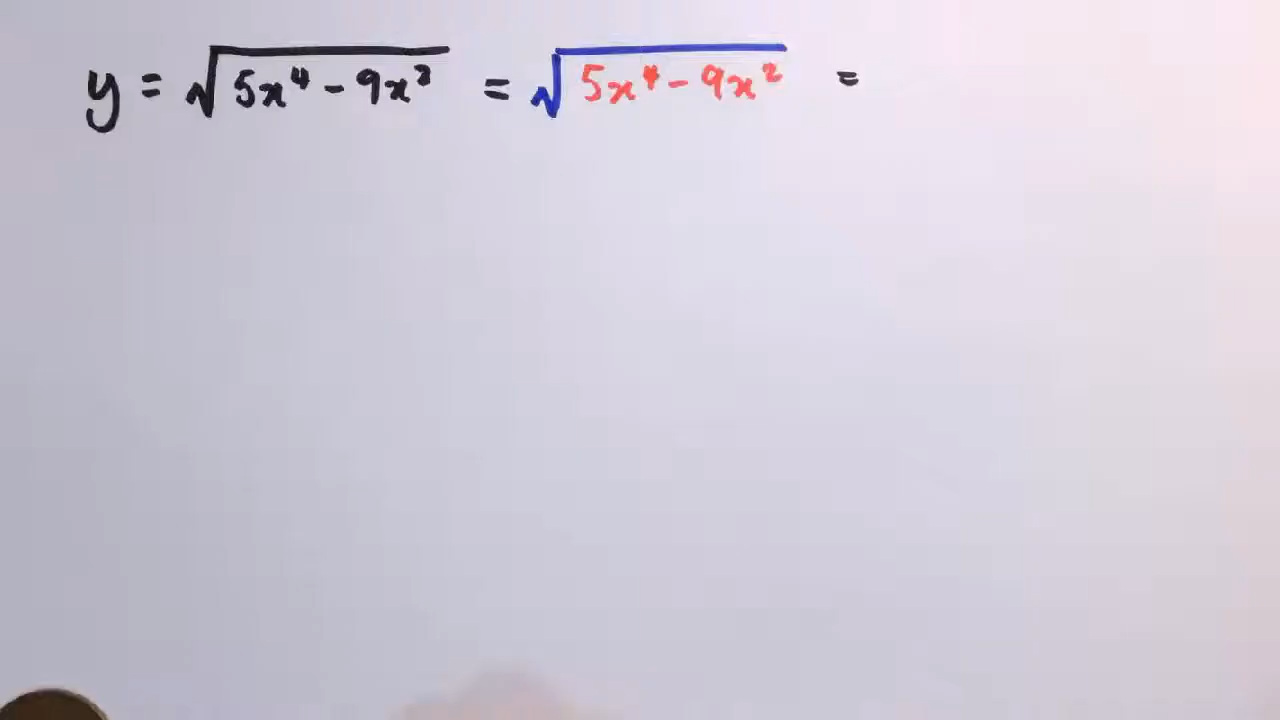 y = √(5x⁴ - 9x²) = √(5x⁴ - 9x²) =